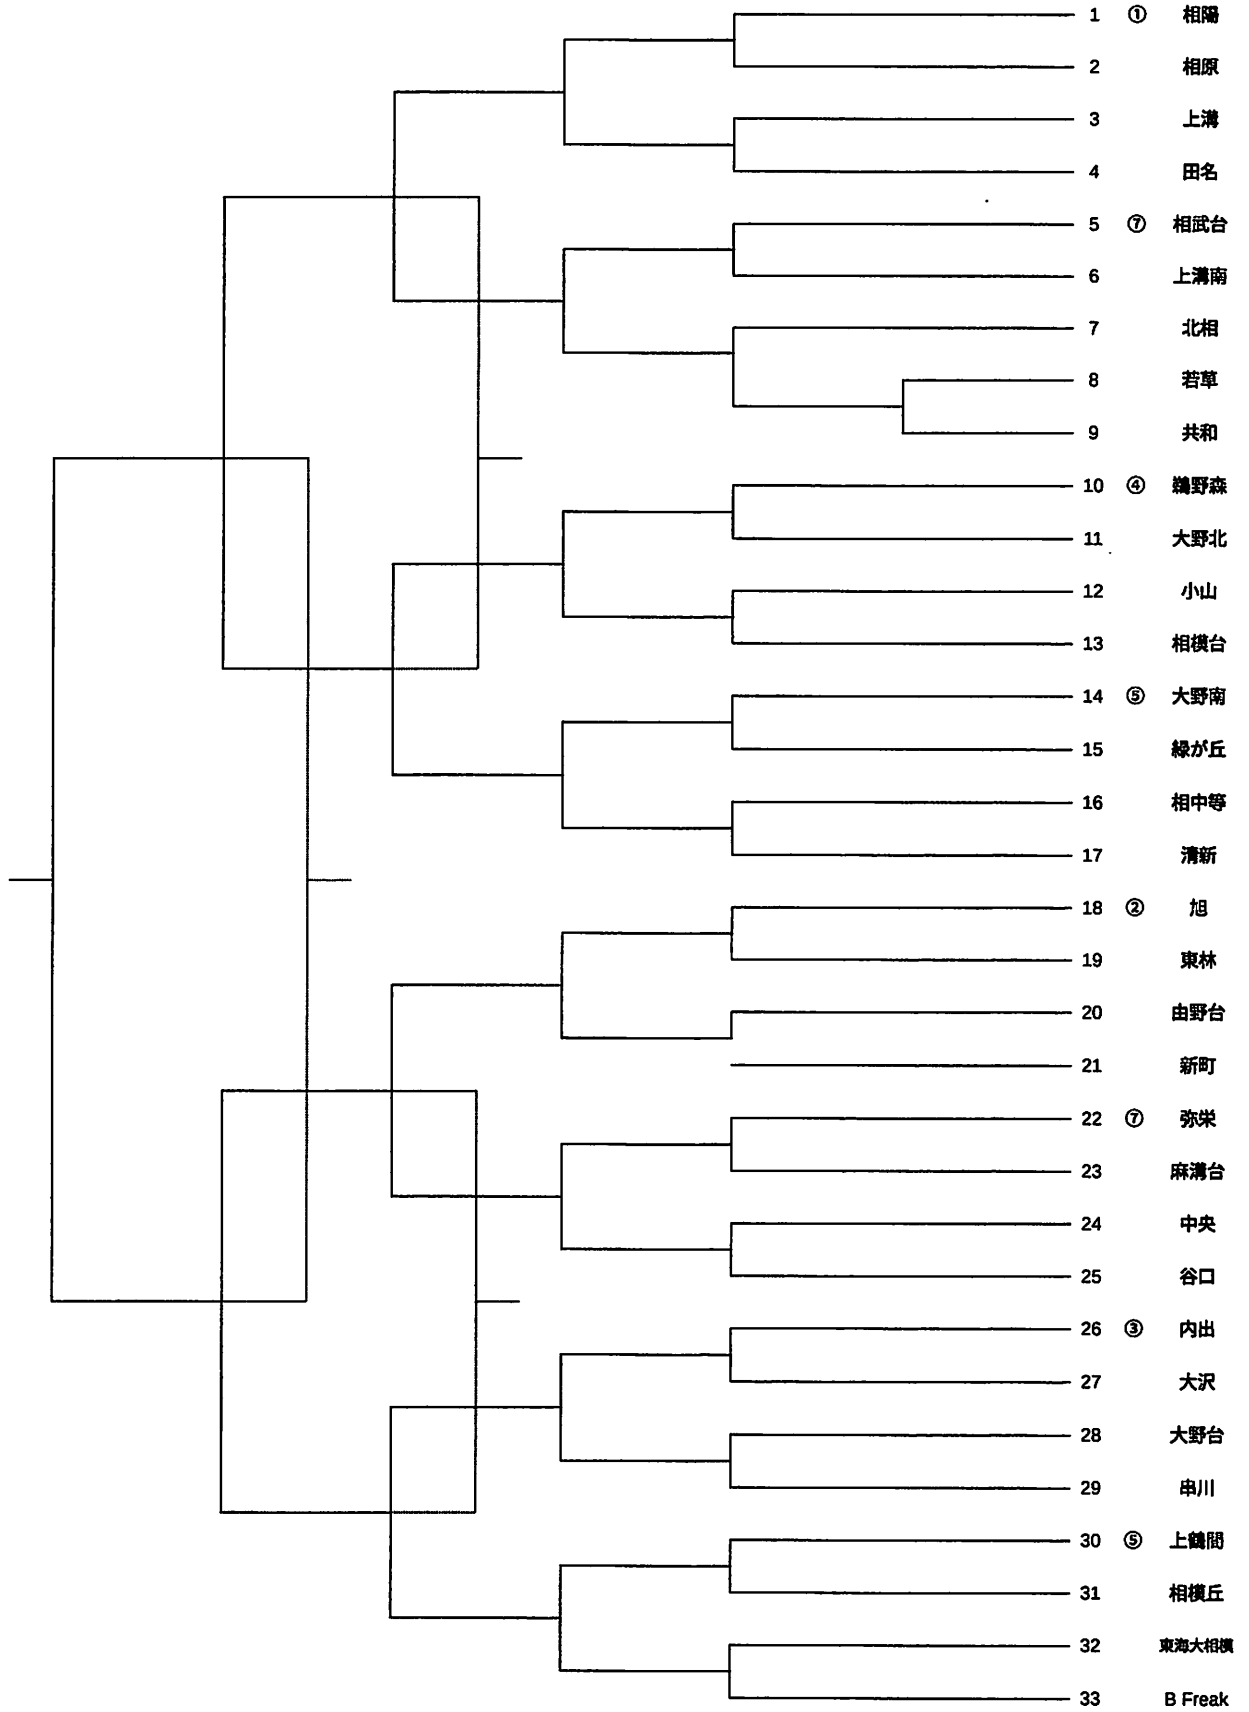 1 ① 相陽
2 相原
3 上溝
4 田名
5 ⑦ 相武台
6 上溝南
7 北相
8 若草
9 共和
10 ④ 鵜野森
11 大野北
12 小山
13 相模台
14 ⑤ 大野南
15 緑が丘
16 相中等
17 清新
18 ② 旭
19 東林
20 由野台
21 新町
22 ⑦ 弥栄
23 麻溝台
24 中央
25 谷口
26 ③ 内出
27 大沢
28 大野台
29 串川
30 ⑤ 上鶴間
31 相模丘
32 東海大相模
33 B Freak